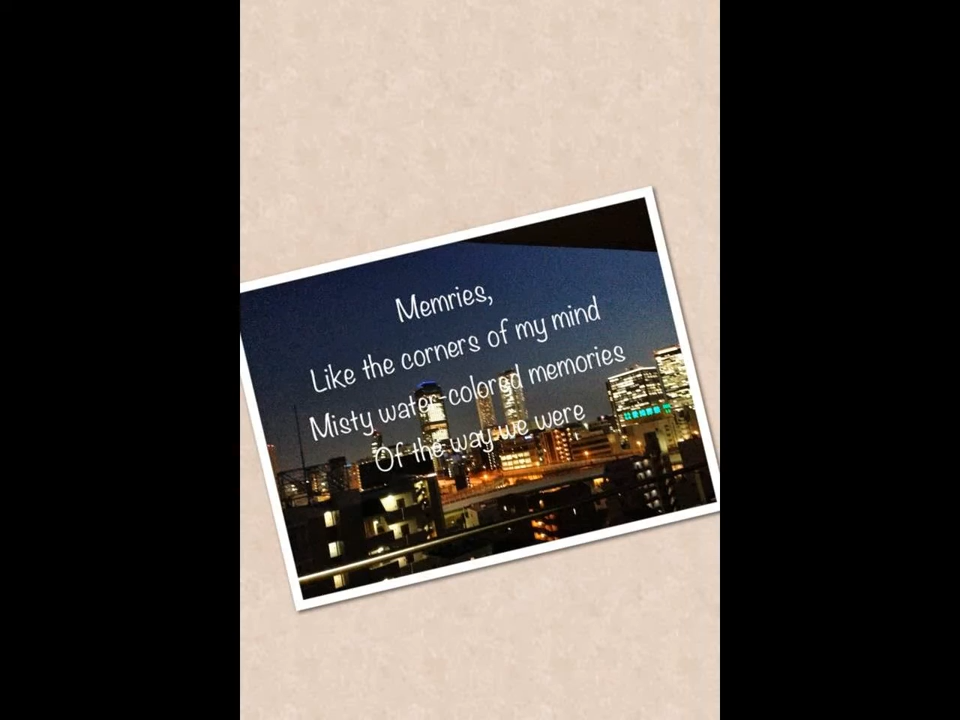 Memries,
Like the corners of my mind
Misty water-colored memories
Of the way we were